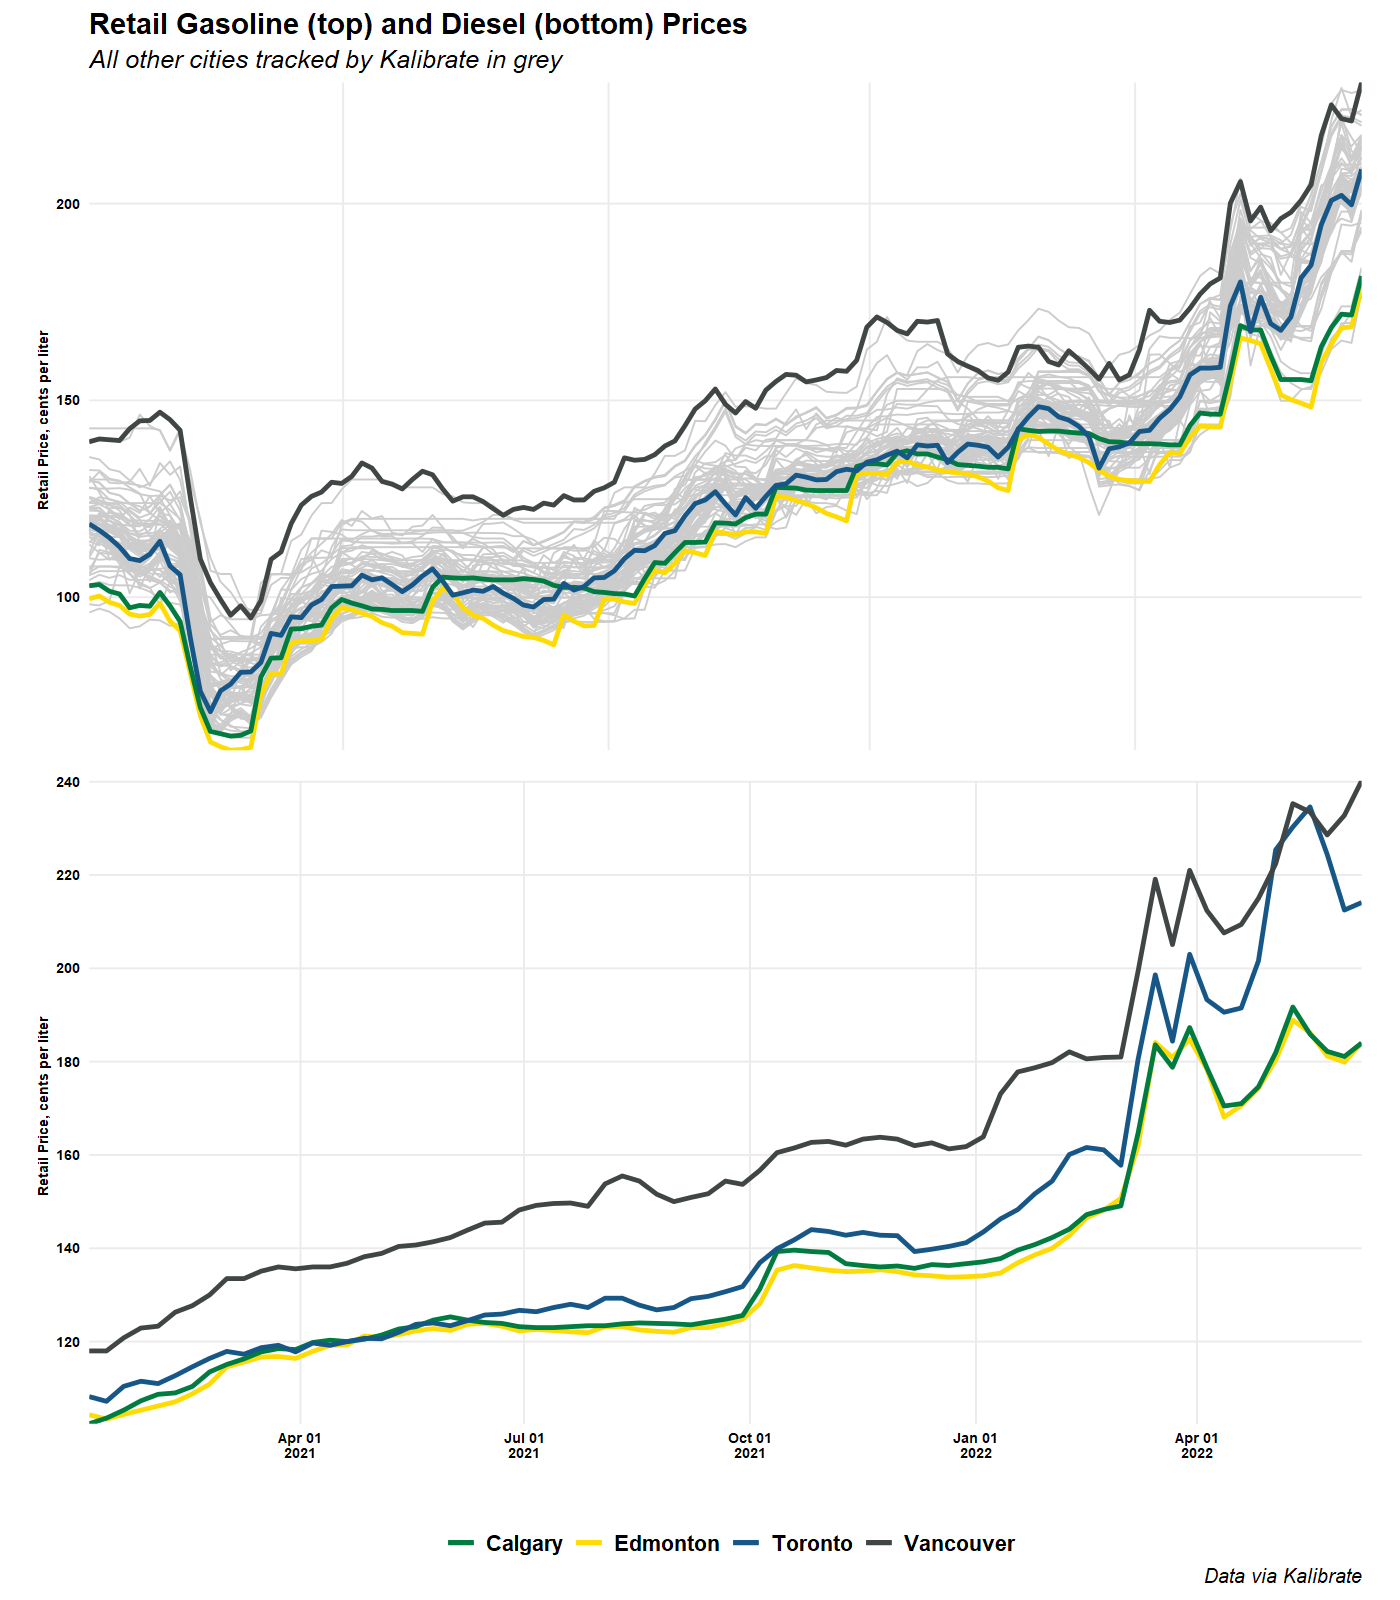 Retail Gasoline (top) and Diesel (bottom) Prices
All other cities tracked by Kalibrate in grey
Retail Price, cents per liter
200
150
100
Retail Price, cents per liter
240
220
200
180
160
140
120
Apr 01
2021
Jul 01
2021
Oct 01
2021
Jan 01
2022
Apr 01
2022
Calgary Edmonton Toronto Vancouver
Data via Kalibrate